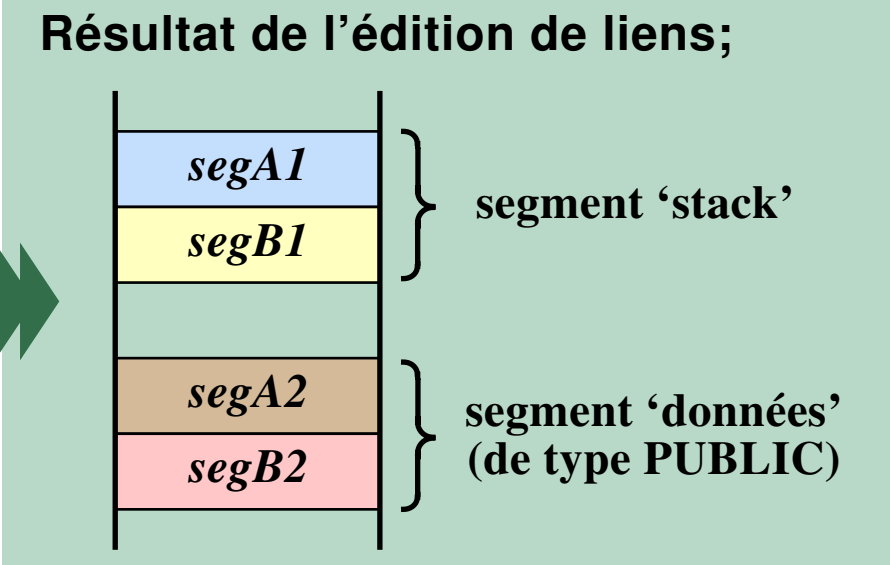 Résultat de l’édition de liens;
segA1
segB1
segment ‘stack’
segA2
segB2
segment ‘données’
(de type PUBLIC)